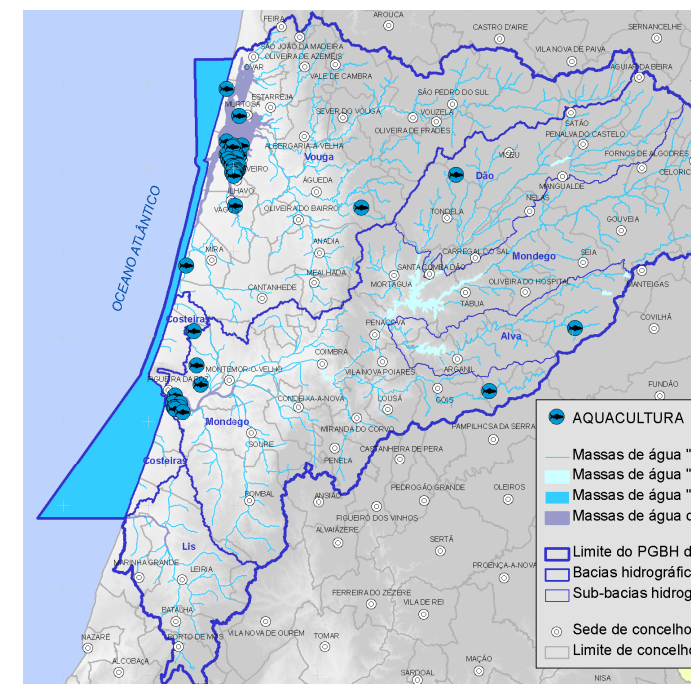 FEIRA
AROUCA
CASTRO D'AIRE
SERNANCELHE
SÃO JOÃO DA MADEIRA
VILA NOVA DE PAIVA
OLIVEIRA DE AZEMÉIS
OVAR
VALE DE CAMBRA
AGUIAR DA BEIRA
ESTARREJA
SÃO PEDRO DO SUL
MURTOSA
SEVER DO VOUGA
VOUZELA
SATÃO
OLIVEIRA DE FRADES
PENALVA DO CASTELO
ALBERGARIA-A-VELHA
Vouga
VISEU
FORNOS DE ALGODRES
AVEIRO
Dão
CELORIC
ÁGUEDA
MANGUALDE
ÍLHAVO
NELAS
VAG
OLIVEIRA DO BAIRRO
TONDELA
GOUVEIA
OCEANO ATLÂNTICO
ANADIA
MIRA
CARREGAL DO SAL
Mondego
SEIA
MEALHADA
SANTA COMBA DÃO
MORTÁGUA
CANTANHEDE
OLIVEIRA DO HOSPITAL
MANTEIGAS
TÁBUA
Costeiras
PENACOVA
COVILHÃ
Alva
COIMBRA
ARGANIL
MONTEMOR-O-VELHO
VILA NOVA POIARES
FIGUEIRA DA FOZ
FUNDÃO
CONDEIXA-A-NOVA
LOUSÃ
GÓIS
AQUACULTURA
Mondego
MIRANDA DO CORVO
PAMPILHOSA DA SERRA
SOURE
CASTANHEIRA DE PERA
Massas de água "
Costeiras
PENELA
Massas de água "
POMBAL
ANSIÃO
PEDROGÃO GRANDE
OLEIROS
Massas de água "
FIGUEIRO DOS VINHOS
Massas de água c
ALVAIÁZERE
Lis
SERTÃ
Limite do PGBH d
MARINHA GRANDE
LEIRIA
PROENÇA-A-NOVA
Bacias hidrográfic
Sub-bacias hidrog
FERREIRA DO ZÊZERE
BATALHA
VILA DE REI
NAZARÉ
PORTO DE MÓS
VILA NOVA DE OURÉM
TOMAR
Sede de concelho
Limite de concelho
ALCOBAÇA
MAÇÃO
SARDOAL
NISA